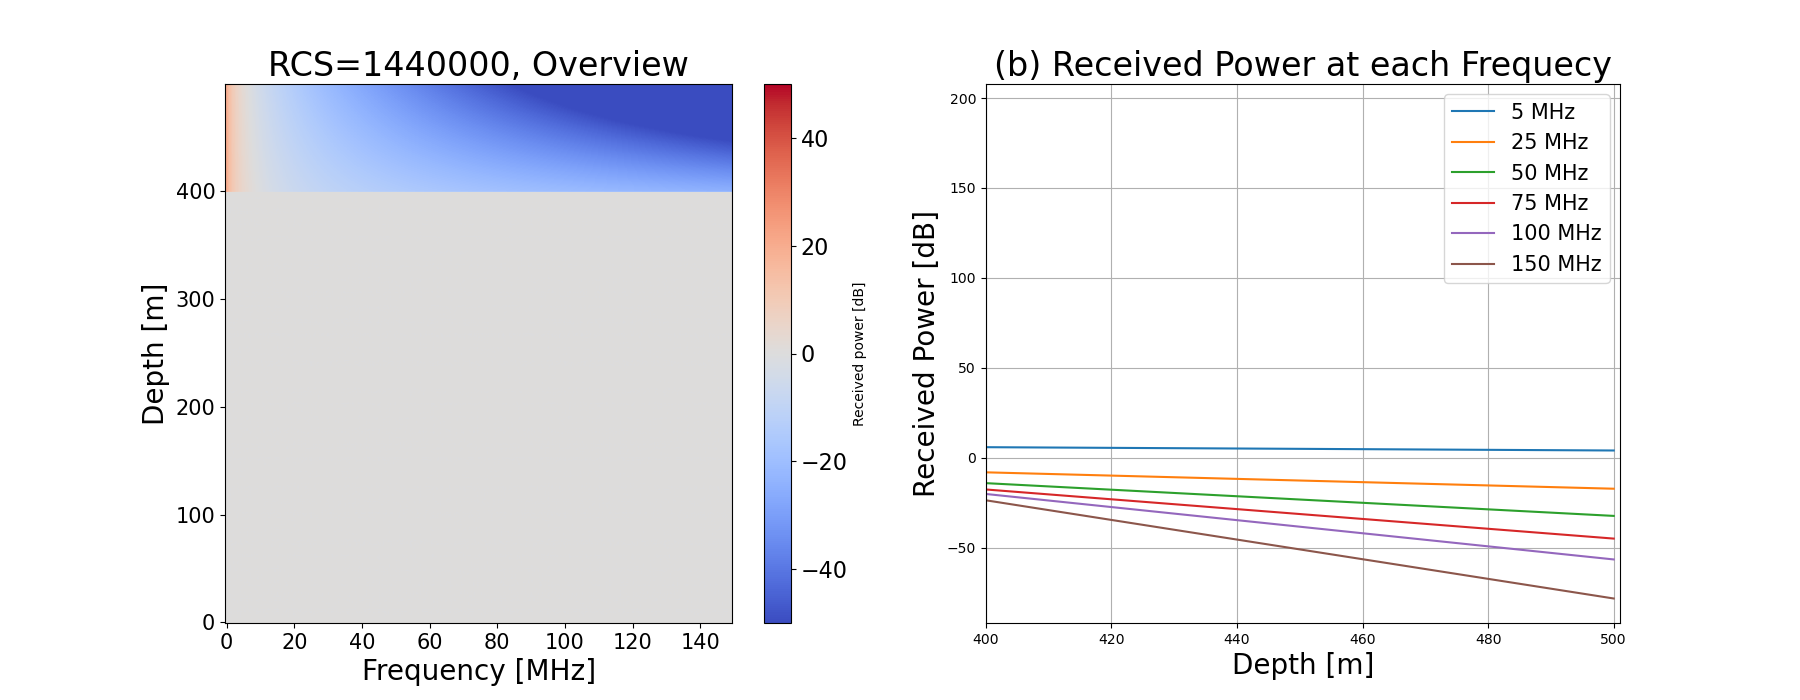 RCS=1440000, Overview
400
300
200
100
0
Depth [m]
0 20 40 60 80 100 120 140
Frequency [MHz]
40
20
0
−20
−40
Received power [dB]
(b) Received Power at each Frequecy
200
150
100
50
0
−50
Received Power [dB]
5 MHz
25 MHz
50 MHz
75 MHz
100 MHz
150 MHz
400 420 440 460 480 500
Depth [m]